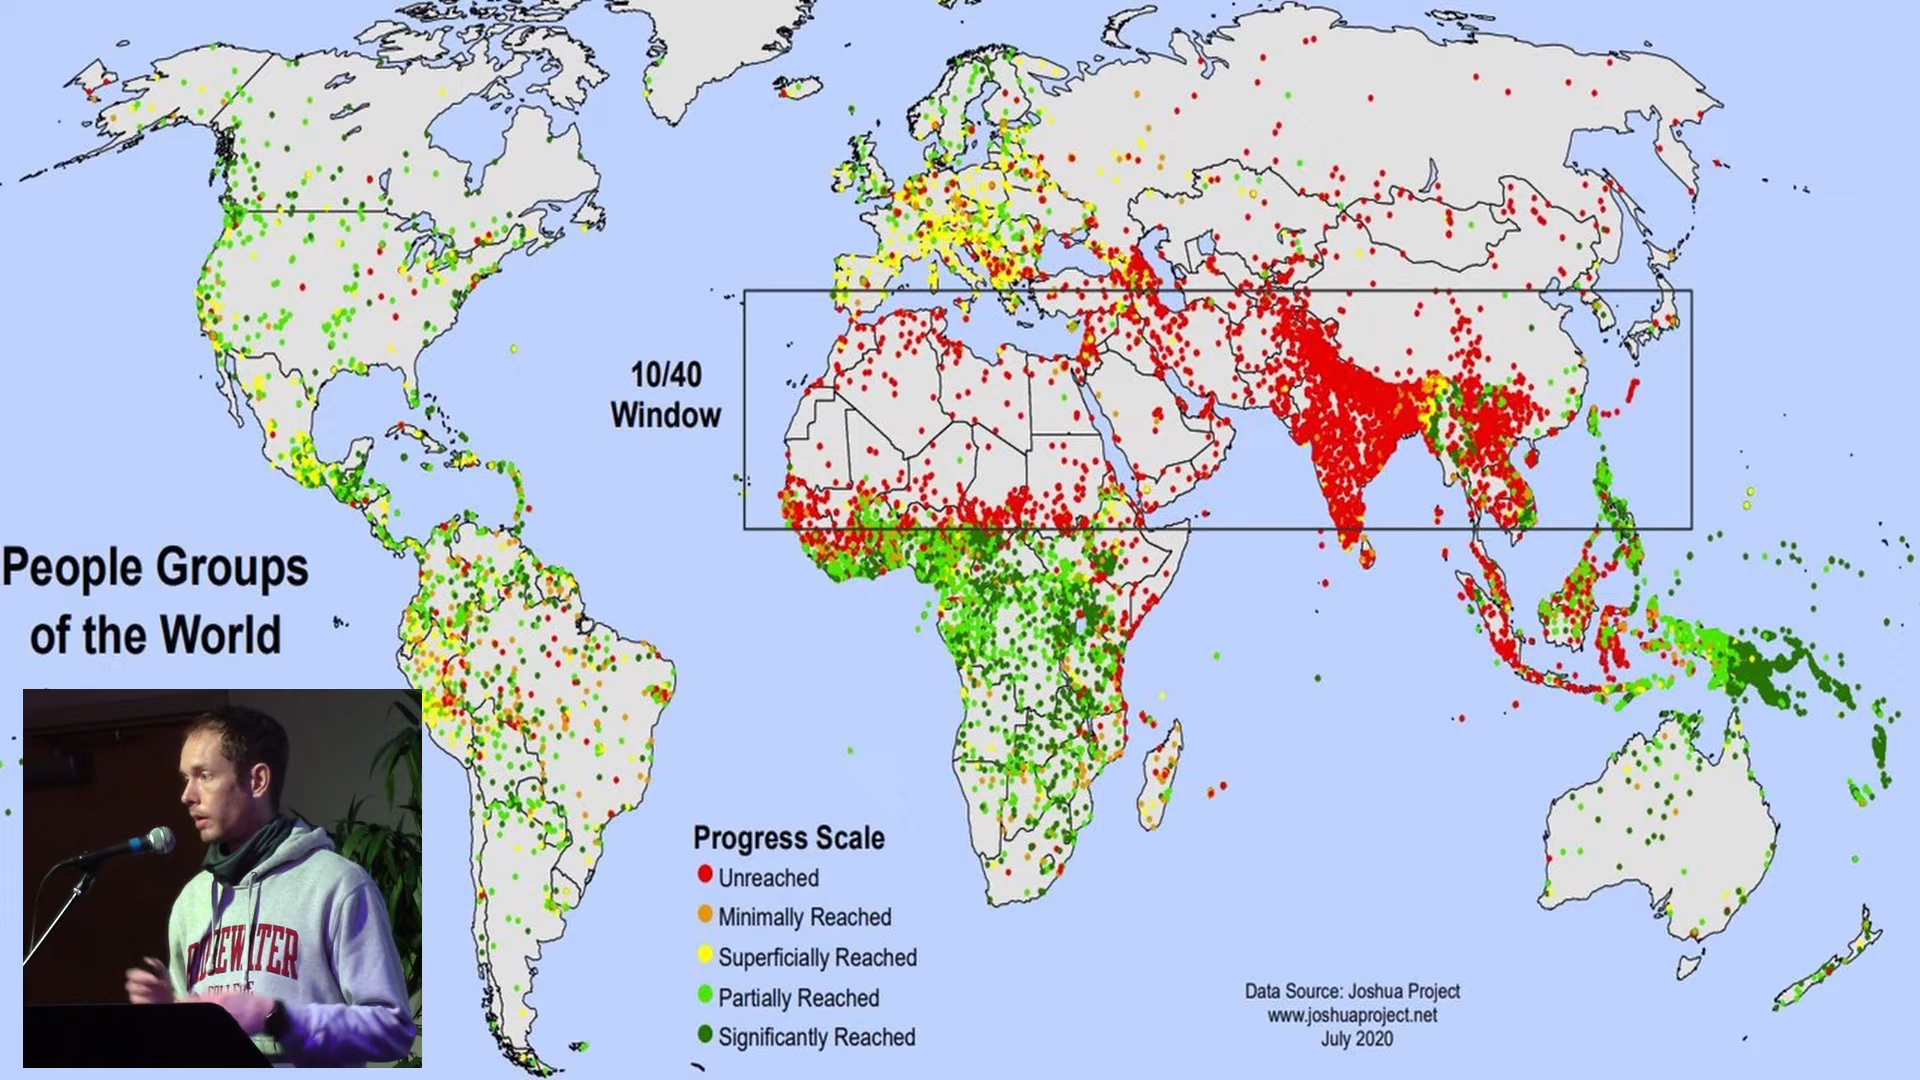 10/40
Window
People Groups
of the World
Progress Scale
Unreached
Minimally Reached
Superficially Reached
Partially Reached
Significantly Reached
Data Source: Joshua Project
www.joshuaproject.net
July 2020
COLLEGE